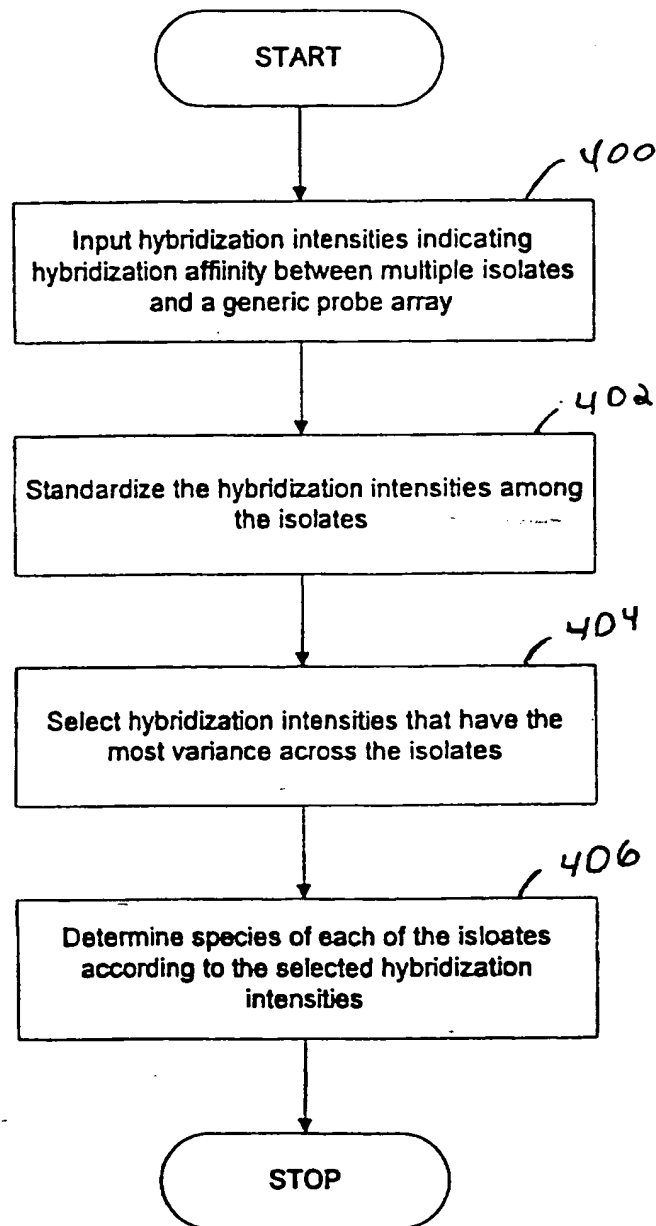 START
400
Input hybridization intensities indicating
hybridization affiinity between multiple isolates
and a generic probe array
402
Standardize the hybridization intensities among
the isolates
404
Select hybridization intensities that have the
most variance across the isolates
406
Determine species of each of the isloates
according to the selected hybridization
intensities
STOP